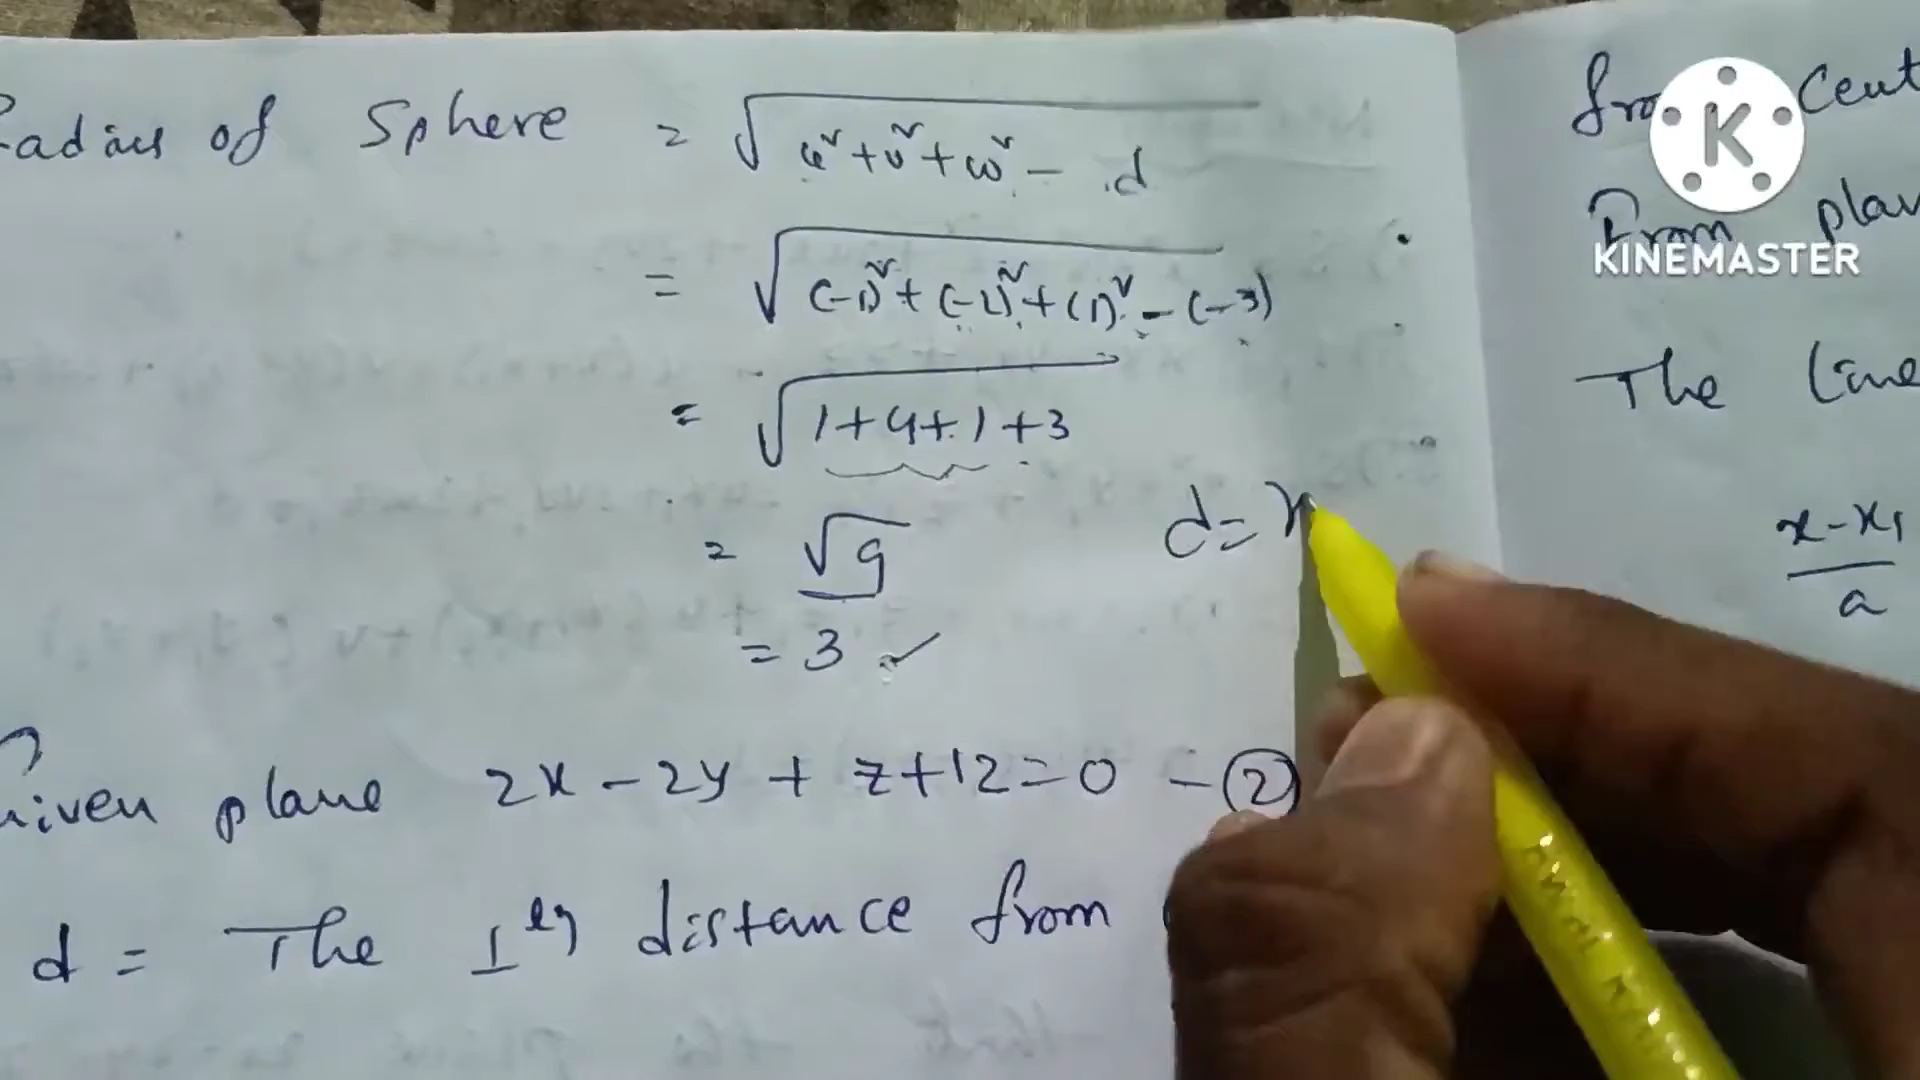 Radius of Sphere = √u²+v²+w² - d
= √(-1)²+(-2)²+(1)² - (-3)
= √1+4+1+3
= √9
= 3 ✓
d=
Given plane 2x-2y+z+12=0 - ②
d = The ⊥er distance from
from Cent
From plan
The line
x-x₁
a
K
KINEMASTER